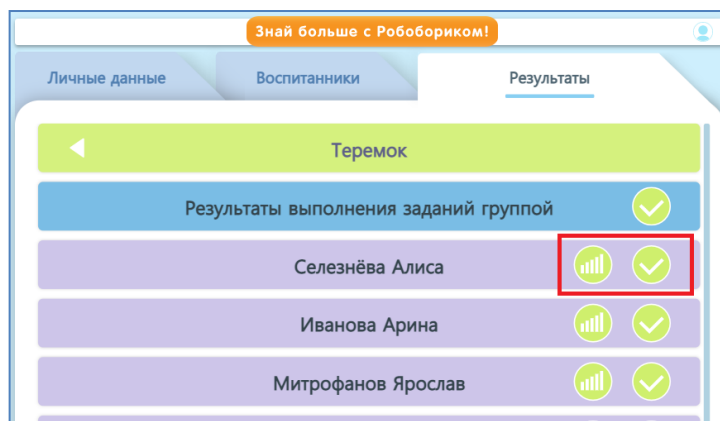 Знай больше с Робобориком!
Личные данные
Воспитанники
Результаты
Теремок
Результаты выполнения заданий группой
Селезнёва Алиса
Иванова Арина
Митрофанов Ярослав